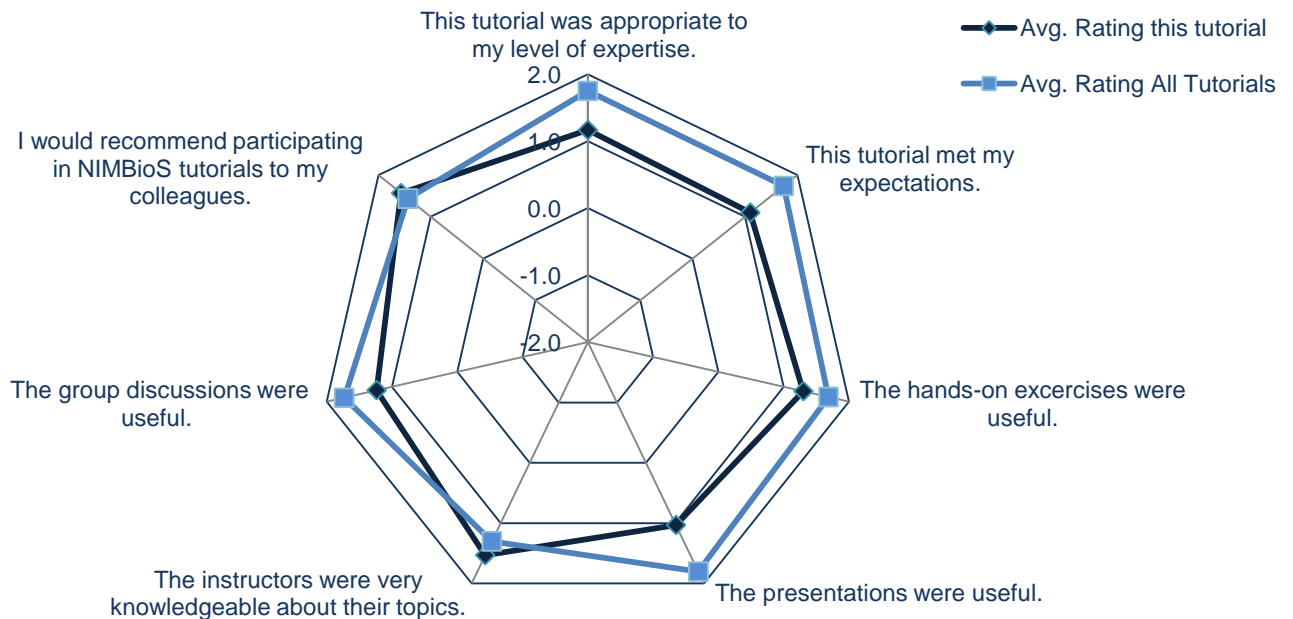 This tutorial was appropriate to
my level of expertise.
Avg. Rating this tutorial
Avg. Rating All Tutorials
2.0
1.0
0.0
-1.0
-2.0
I would recommend participating
in NIMBioS tutorials to my
colleagues.
This tutorial met my
expectations.
The group discussions were
useful.
The hands-on excercises were
useful.
The instructors were very
knowledgeable about their topics.
The presentations were useful.